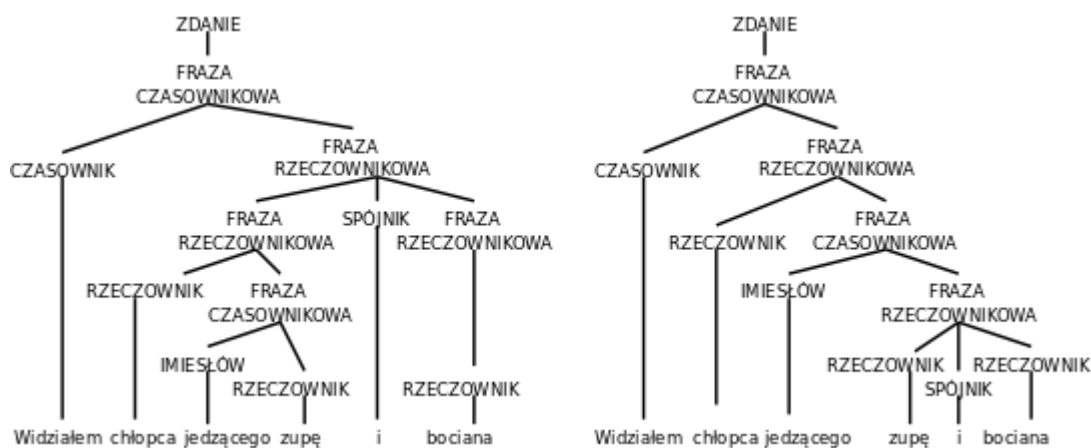 ZDANIE
FRAZA
CZASOWNIKOWA
CZASOWNIK
FRAZA
RZECZOWNIKOWA
FRAZA
RZECZOWNIKOWA
SPÓJNIK
FRAZA
RZECZOWNIKOWA
RZECZOWNIK
FRAZA
CZASOWNIKOWA
IMIESŁÓW
RZECZOWNIK
RZECZOWNIK
Widziałem chłopca jedzącego zupę i bociana
ZDANIE
FRAZA
CZASOWNIKOWA
CZASOWNIK
FRAZA
RZECZOWNIKOWA
RZECZOWNIK
FRAZA
CZASOWNIKOWA
IMIESŁÓW
FRAZA
RZECZOWNIKOWA
RZECZOWNIK
SPÓJNIK
RZECZOWNIK
Widziałem chłopca jedzącego zupę i bociana